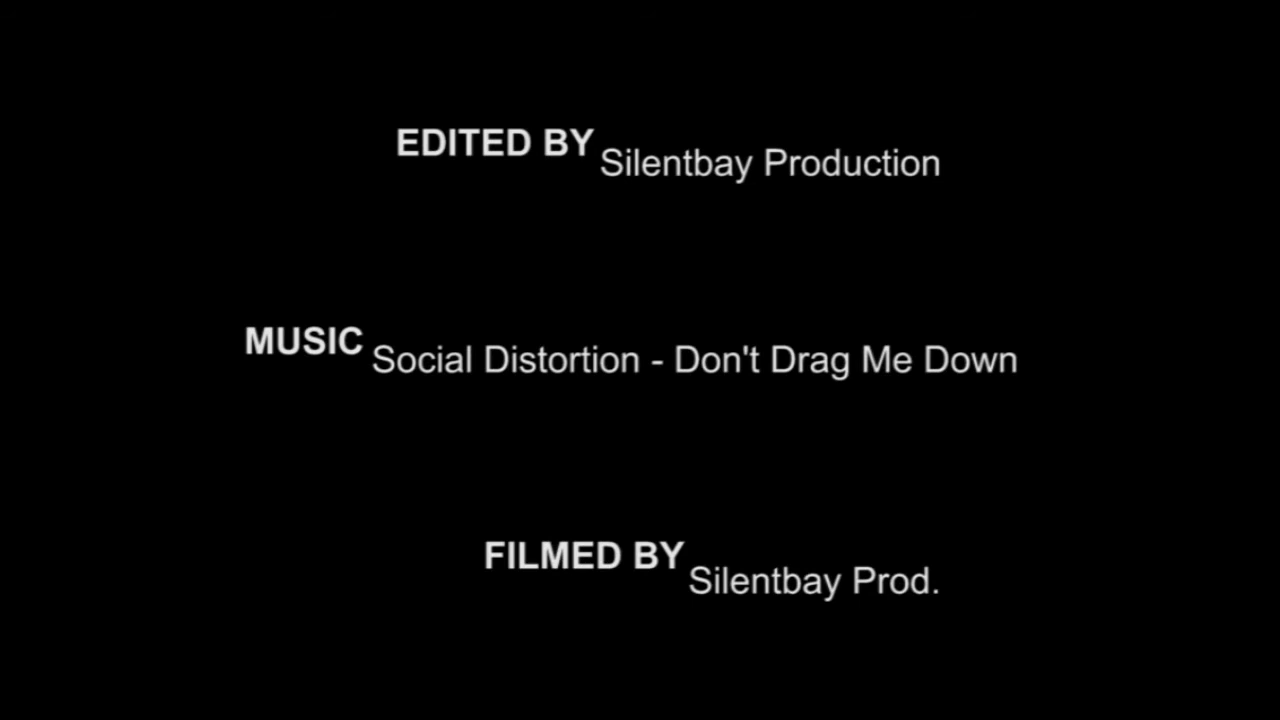 EDITED BY Silentbay Production
MUSIC Social Distortion - Don't Drag Me Down
FILMED BY Silentbay Prod.